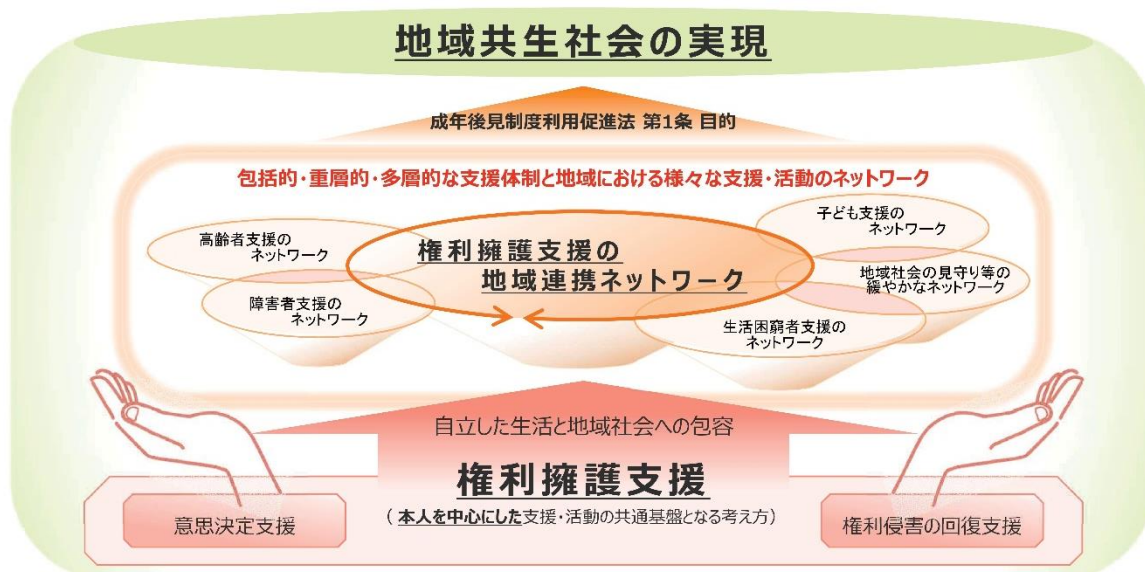 地域共生社会の実現
成年後見制度利用促進法 第1条 目的
包括的・重層的・多層的な支援体制と地域における様々な支援・活動のネットワーク
高齢者支援の
ネットワーク
障害者支援の
ネットワーク
権利擁護支援の
地域連携ネットワーク
子ども支援の
ネットワーク
地域社会の見守り等の
緩やかなネットワーク
生活困窮者支援の
ネットワーク
自立した生活と地域社会への包容
権利擁護支援
（本人を中心にした支援・活動の共通基盤となる考え方）
意思決定支援
権利侵害の回復支援